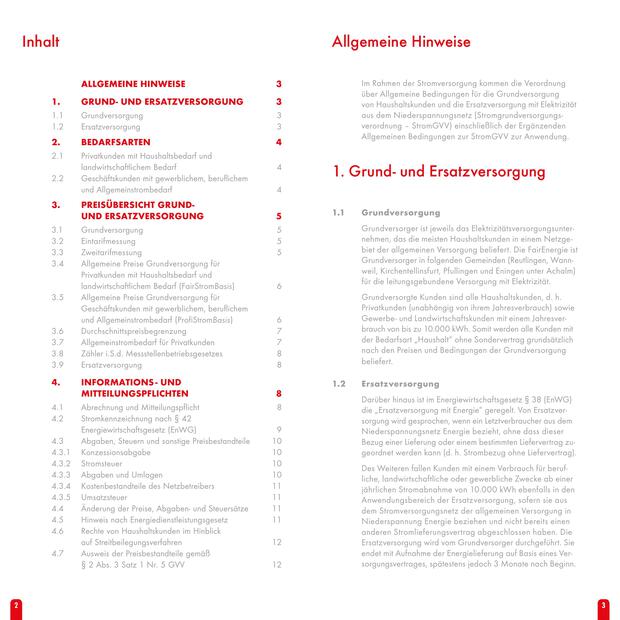 Inhalt
ALLGEMEINE HINWEISE 3
1. GRUND- UND ERSATZVERSORGUNG 3
1.1 Grundversorgung 3
1.2 Ersatzversorgung 3
2. BEDARFSARTEN 4
2.1 Privatkunden mit Haushaltsbedarf und
landwirtschaftlichem Bedarf 4
2.2 Geschäftskunden mit gewerblichem, beruflichem
und Allgemeinstrombedarf 4
3. PREISÜBERSICHT GRUND-
UND ERSATZVERSORGUNG 5
3.1 Grundversorgung 5
3.2 Eintarifmessung 5
3.3 Zweitarifmessung 5
3.4 Allgemeine Preise Grundversorgung für
Privatkunden mit Haushaltsbedarf und
landwirtschaftlichem Bedarf (FairStromBasis) 6
3.5 Allgemeine Preise Grundversorgung für
Geschäftskunden mit gewerblichem, beruflichem
und Allgemeinstrombedarf (ProfiStromBasis) 6
3.6 Durchschnittspreisbegrenzung 7
3.7 Allgemeinstrombedarf für Privatkunden 7
3.8 Zähler i.S.d. Messstellenbetriebsgesetzes 8
3.9 Ersatzversorgung 8
4. INFORMATIONS- UND
MITTEILUNGSPFLICHTEN 8
4.1 Abrechnung und Mitteilungspflicht 8
4.2 Stromkennzeichnung nach § 42
Energiewirtschaftsgesetz (EnWG) 9
4.3 Abgaben, Steuern und sonstige Preisbestandteile 10
4.3.1 Konzessionsabgabe 10
4.3.2 Stromsteuer 10
4.3.3 Abgaben und Umlagen 10
4.3.4 Kostenbestandteile des Netzbetreibers 11
4.3.5 Umsatzsteuer 11
4.4 Änderung der Preise, Abgaben- und Steuersätze 11
4.5 Hinweis nach Energiedienstleistungsgesetz 11
4.6 Rechte von Haushaltskunden im Hinblick
auf Streitbeilegungsverfahren 12
4.7 Ausweis der Preisbestandteile gemäß
§ 2 Abs. 3 Satz 1 Nr. 5 GVV 12
2
Allgemeine Hinweise
Im Rahmen der Stromversorgung kommen die Verordnung
über Allgemeine Bedingungen für die Grundversorgung
von Haushaltskunden und die Ersatzversorgung mit Elektrizität
aus dem Niederspannungsnetz (Stromgrundversorgungs-
verordnung – StromGVV) einschließlich der Ergänzenden
Allgemeinen Bedingungen zur StromGVV zur Anwendung.
1. Grund- und Ersatzversorgung
1.1 Grundversorgung
Grundversorger ist jeweils das Elektrizitätsversorgungsunter-
nehmen, das die meisten Haushaltskunden in einem Netzge-
biet der allgemeinen Versorgung beliefert. Die FairEnergie ist
Grundversorger in folgenden Gemeinden (Reutlingen, Wann-
weil, Kirchentellinsfurt, Pfullingen und Eningen unter Achalm)
für die leitungsgebundene Versorgung mit Elektrizität.
Grundversorgte Kunden sind alle Haushaltskunden, d. h.
Privatkunden (unabhängig von ihrem Jahresverbrauch) sowie
Gewerbe- und Landwirtschaftskunden mit einem Jahresver-
brauch von bis zu 10.000 kWh. Somit werden alle Kunden mit
der Bedarfsart „Haushalt" ohne Sondervertrag grundsätzlich
nach den Preisen und Bedingungen der Grundversorgung
beliefert.
1.2 Ersatzversorgung
Darüber hinaus ist im Energiewirtschaftsgesetz § 38 (EnWG)
die „Ersatzversorgung mit Energie" geregelt. Von Ersatzver-
sorgung wird gesprochen, wenn ein Letztverbraucher aus dem
Niederspannungsnetz Energie bezieht, ohne dass dieser
Bezug einer Lieferung oder einem bestimmten Liefervertrag zu-
geordnet werden kann (d. h. Strombezug ohne Liefervertrag).
Des Weiteren fallen Kunden mit einem Verbrauch für beruf-
liche, landwirtschaftliche oder gewerbliche Zwecke ab einer
jährlichen Stromabnahme von 10.000 kWh ebenfalls in den
Anwendungsbereich der Ersatzversorgung, sofern sie aus
dem Stromversorgungsnetz der allgemeinen Versorgung in
Niederspannung Energie beziehen und nicht bereits einen
anderen Stromlieferungsvertrag abgeschlossen haben. Die
Ersatzversorgung wird vom Grundversorger durchgeführt. Sie
endet mit Aufnahme der Energielieferung auf Basis eines Ver-
sorgungsvertrages, spätestens jedoch 3 Monate nach Beginn.
3